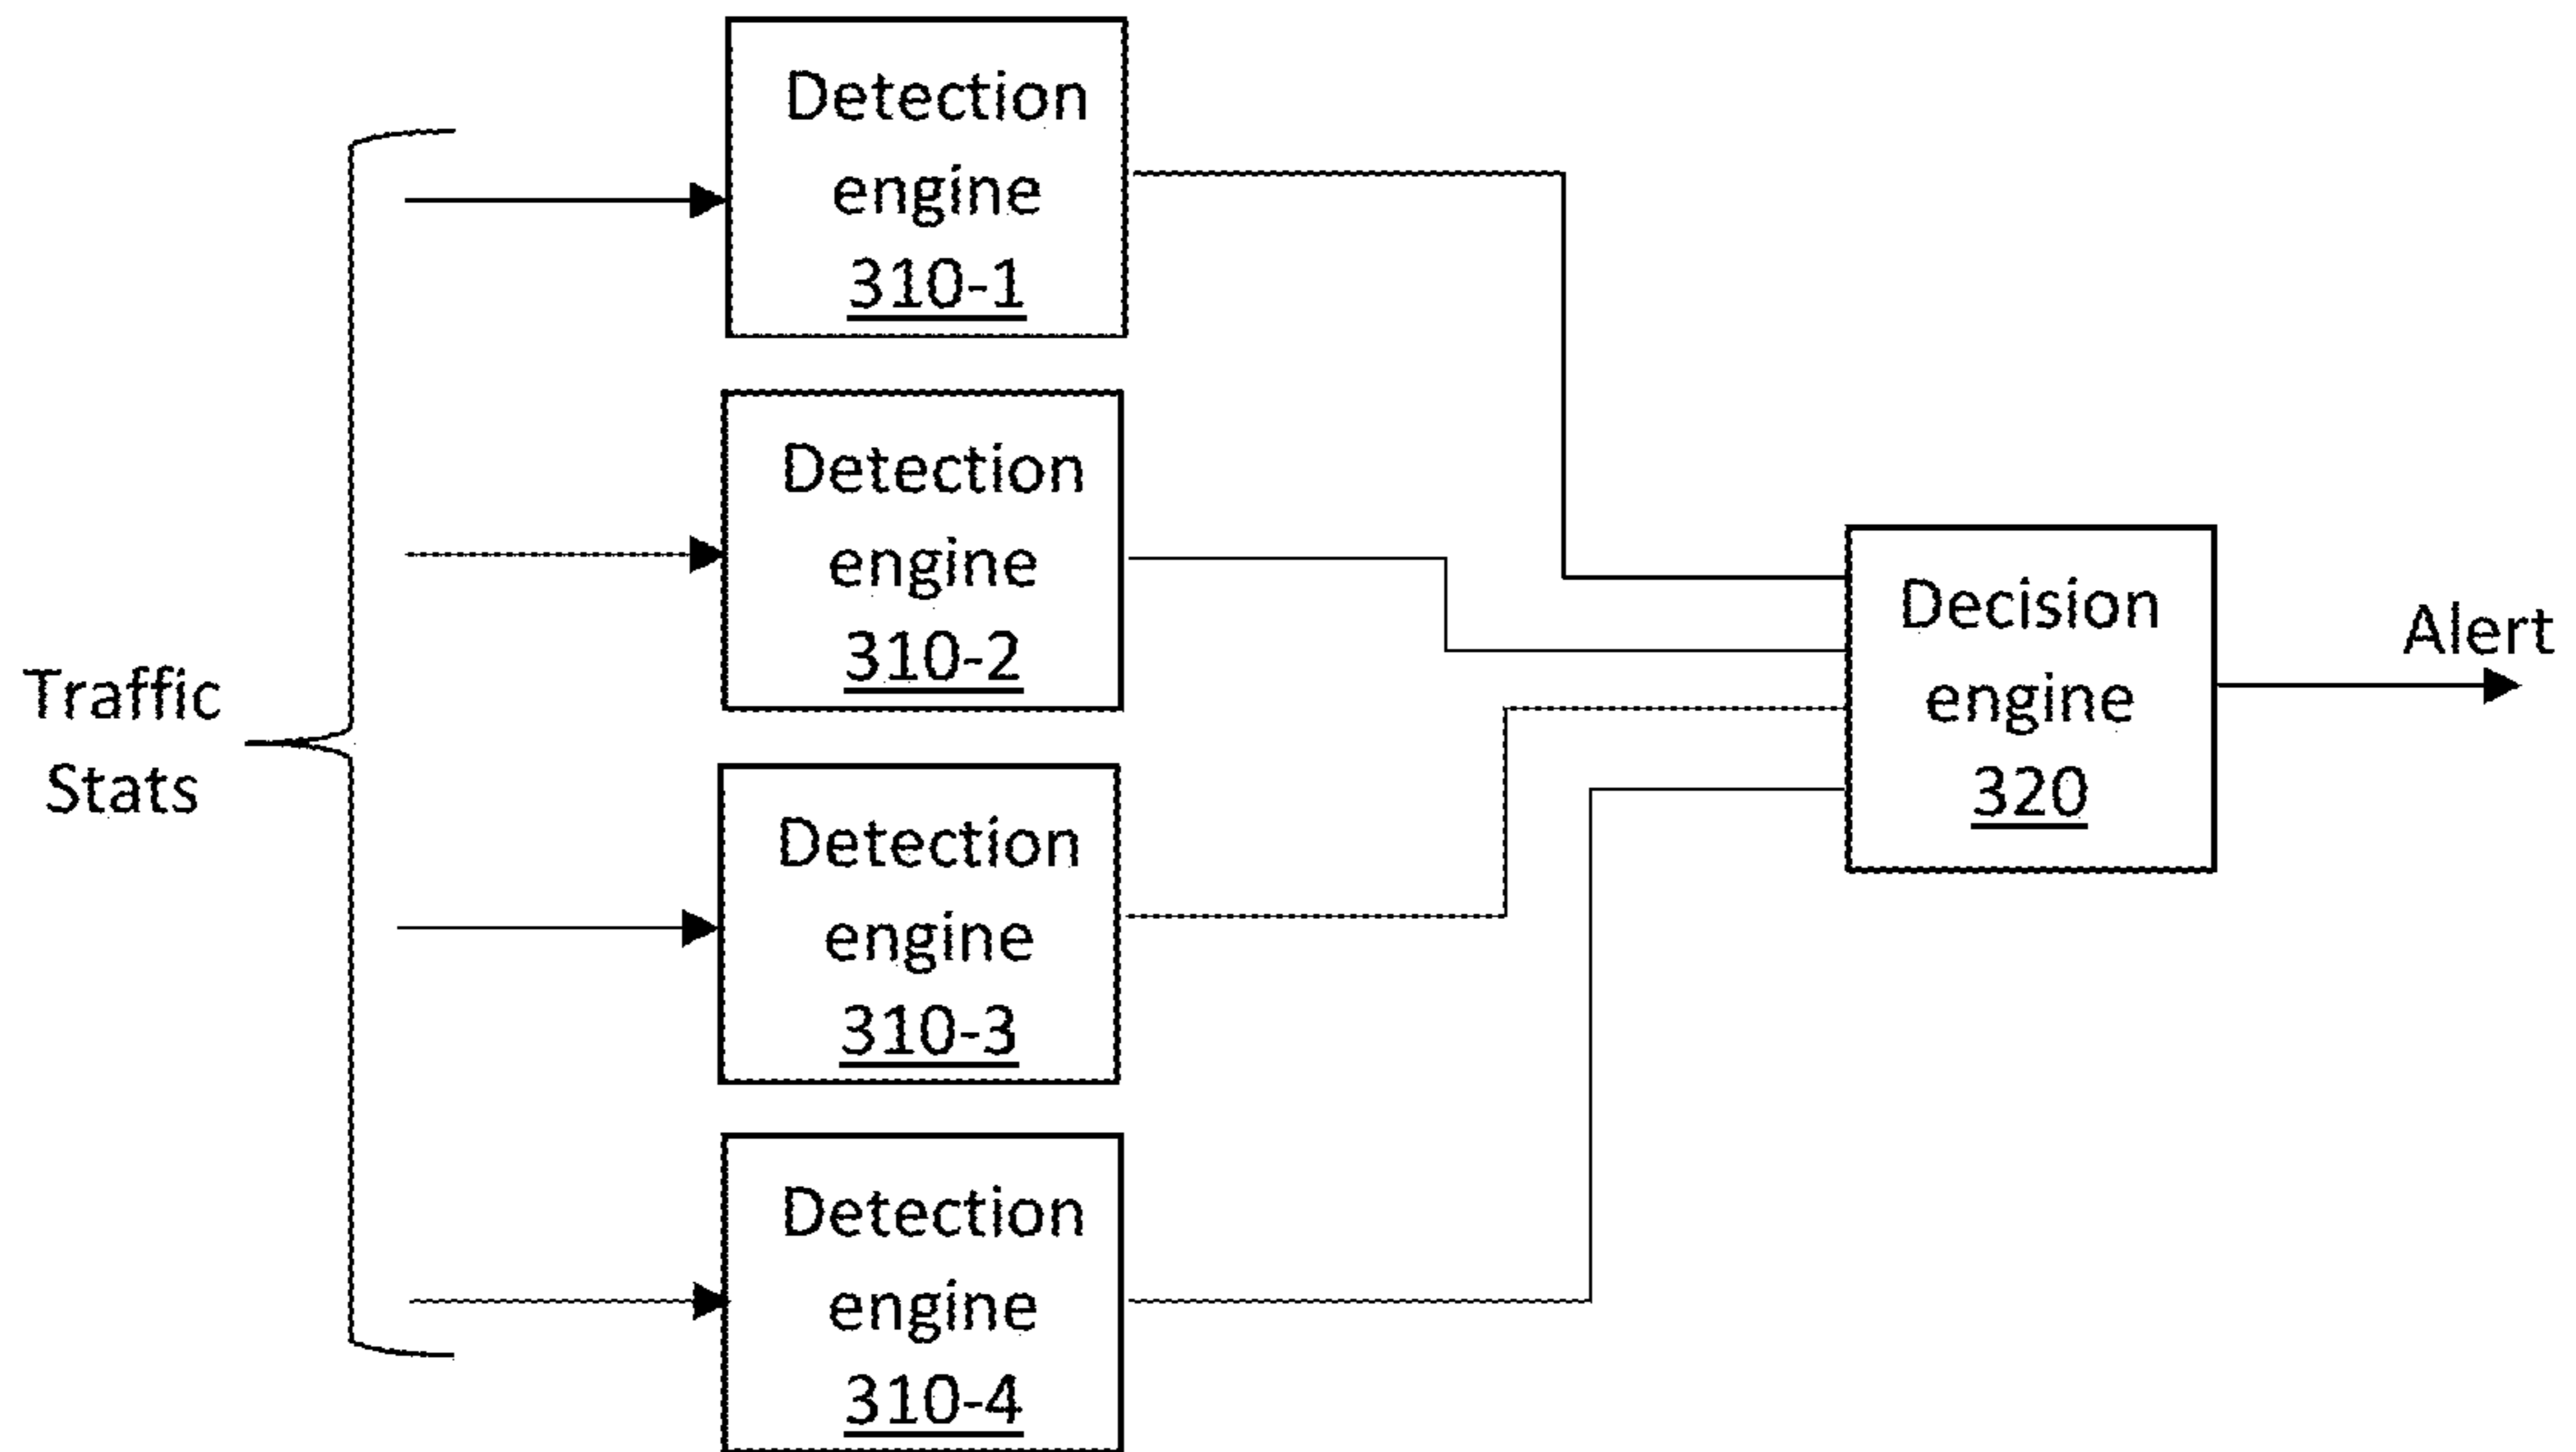 Detection
engine
310-1
Detection
engine
310-2
Detection
engine
310-3
Detection
engine
310-4
Traffic
Stats
Decision
engine
320
Alert